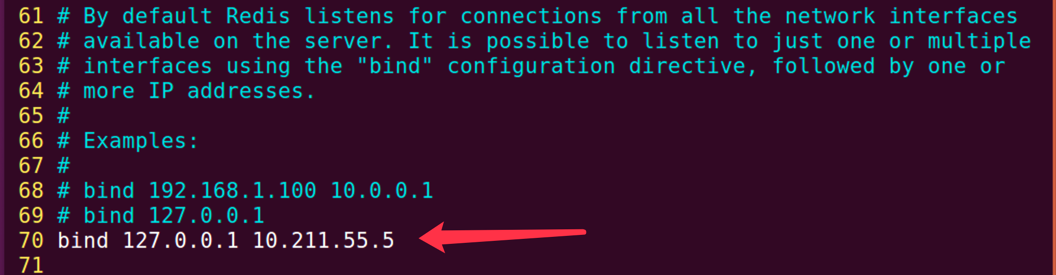 61 # By default Redis listens for connections from all the network interfaces
62 # available on the server. It is possible to listen to just one or multiple
63 # interfaces using the "bind" configuration directive, followed by one or
64 # more IP addresses.
65 #
66 # Examples:
67 #
68 # bind 192.168.1.100 10.0.0.1
69 # bind 127.0.0.1
70 bind 127.0.0.1 10.211.55.5
71